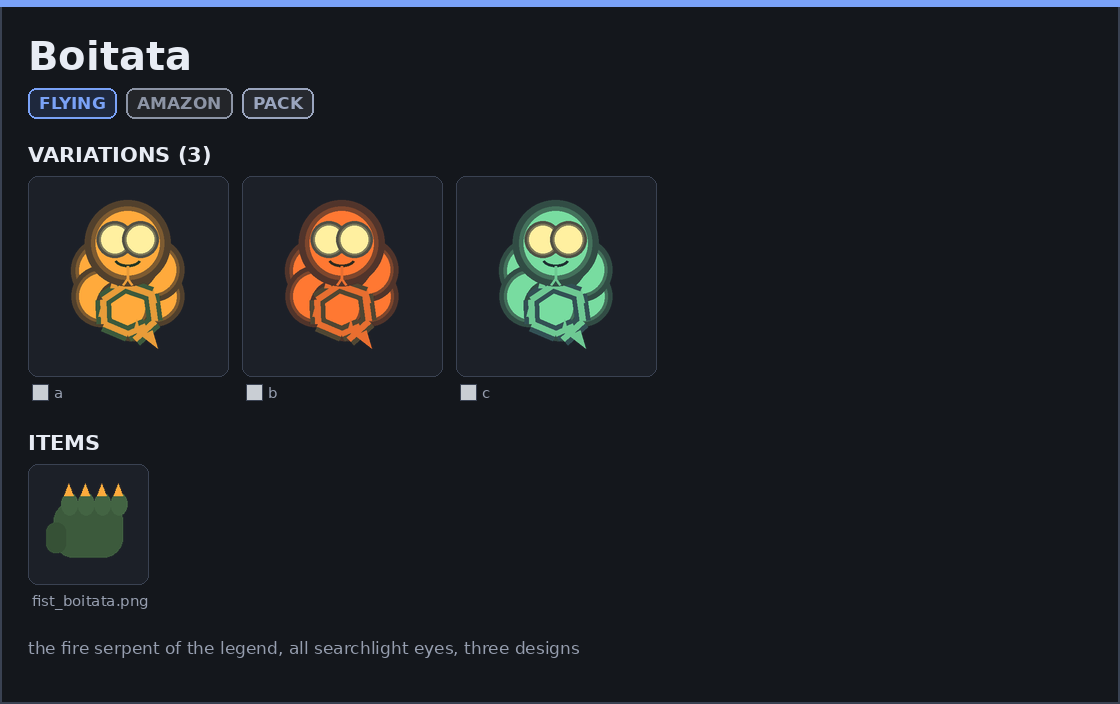 Boitata
FLYING AMAZON PACK
VARIATIONS (3)
a b c
ITEMS
fist_boitata.png
the fire serpent of the legend, all searchlight eyes, three designs